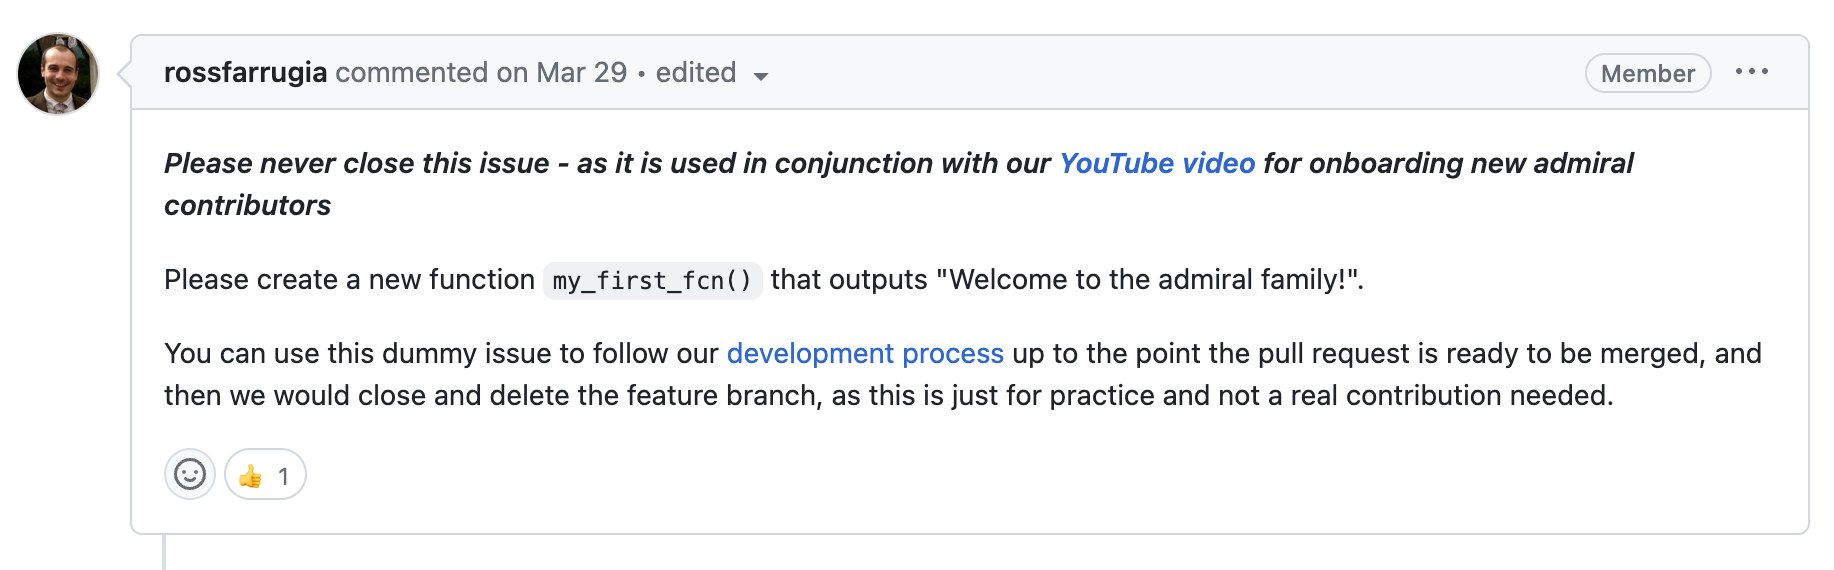 rossfarrugia commented on Mar 29 • edited
Member
Please never close this issue - as it is used in conjunction with our YouTube video for onboarding new admiral
contributors
Please create a new function my_first_fcn() that outputs "Welcome to the admiral family!".
You can use this dummy issue to follow our development process up to the point the pull request is ready to be merged, and
then we would close and delete the feature branch, as this is just for practice and not a real contribution needed.
👍 1